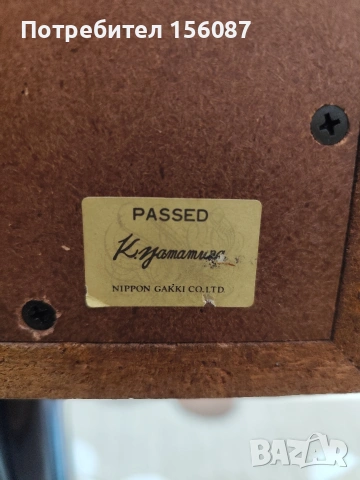 Потребител 156087
PASSED
K. Yamamura
NIPPON GAKKI CO.LTD.
BAZAR